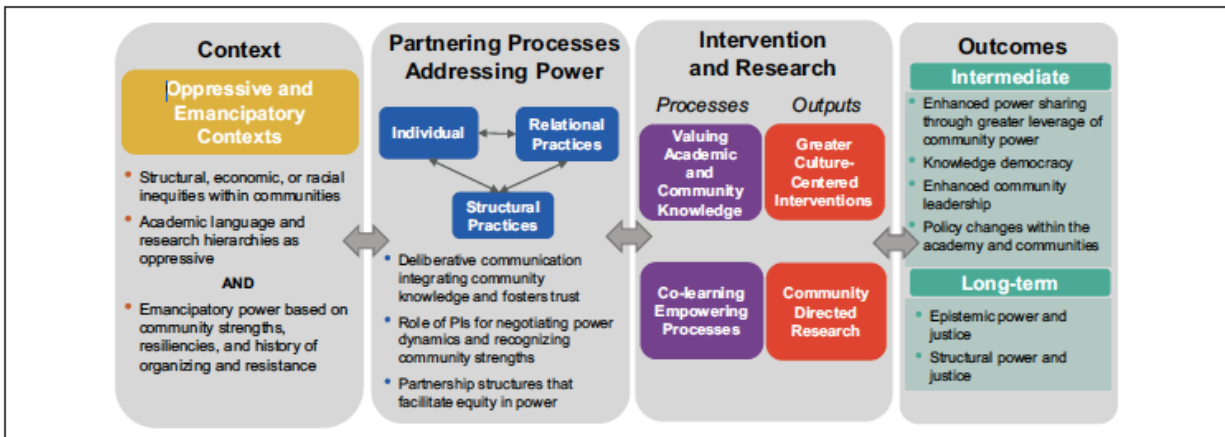 Context
Oppressive and
Emancipatory
Contexts
• Structural, economic, or racial
inequities within communities
• Academic language and
research hierarchies as
oppressive
AND
• Emancipatory power based on
community strengths,
resiliencies, and history of
organizing and resistance
Partnering Processes
Addressing Power
Individual
Relational
Practices
Structural
Practices
• Deliberative communication
integrating community
knowledge and fosters trust
• Role of PIs for negotiating power
dynamics and recognizing
community strengths
• Partnership structures that
facilitate equity in power
Intervention
and Research
Processes
Outputs
Valuing
Academic
and
Community
Knowledge
Greater
Culture-
Centered
Interventions
Co-learning
Empowering
Processes
Community
Directed
Research
Outcomes
Intermediate
• Enhanced power sharing
through greater leverage of
community power
• Knowledge democracy
• Enhanced community
leadership
• Policy changes within the
academy and communities
Long-term
• Epistemic power and
justice
• Structural power and
justice